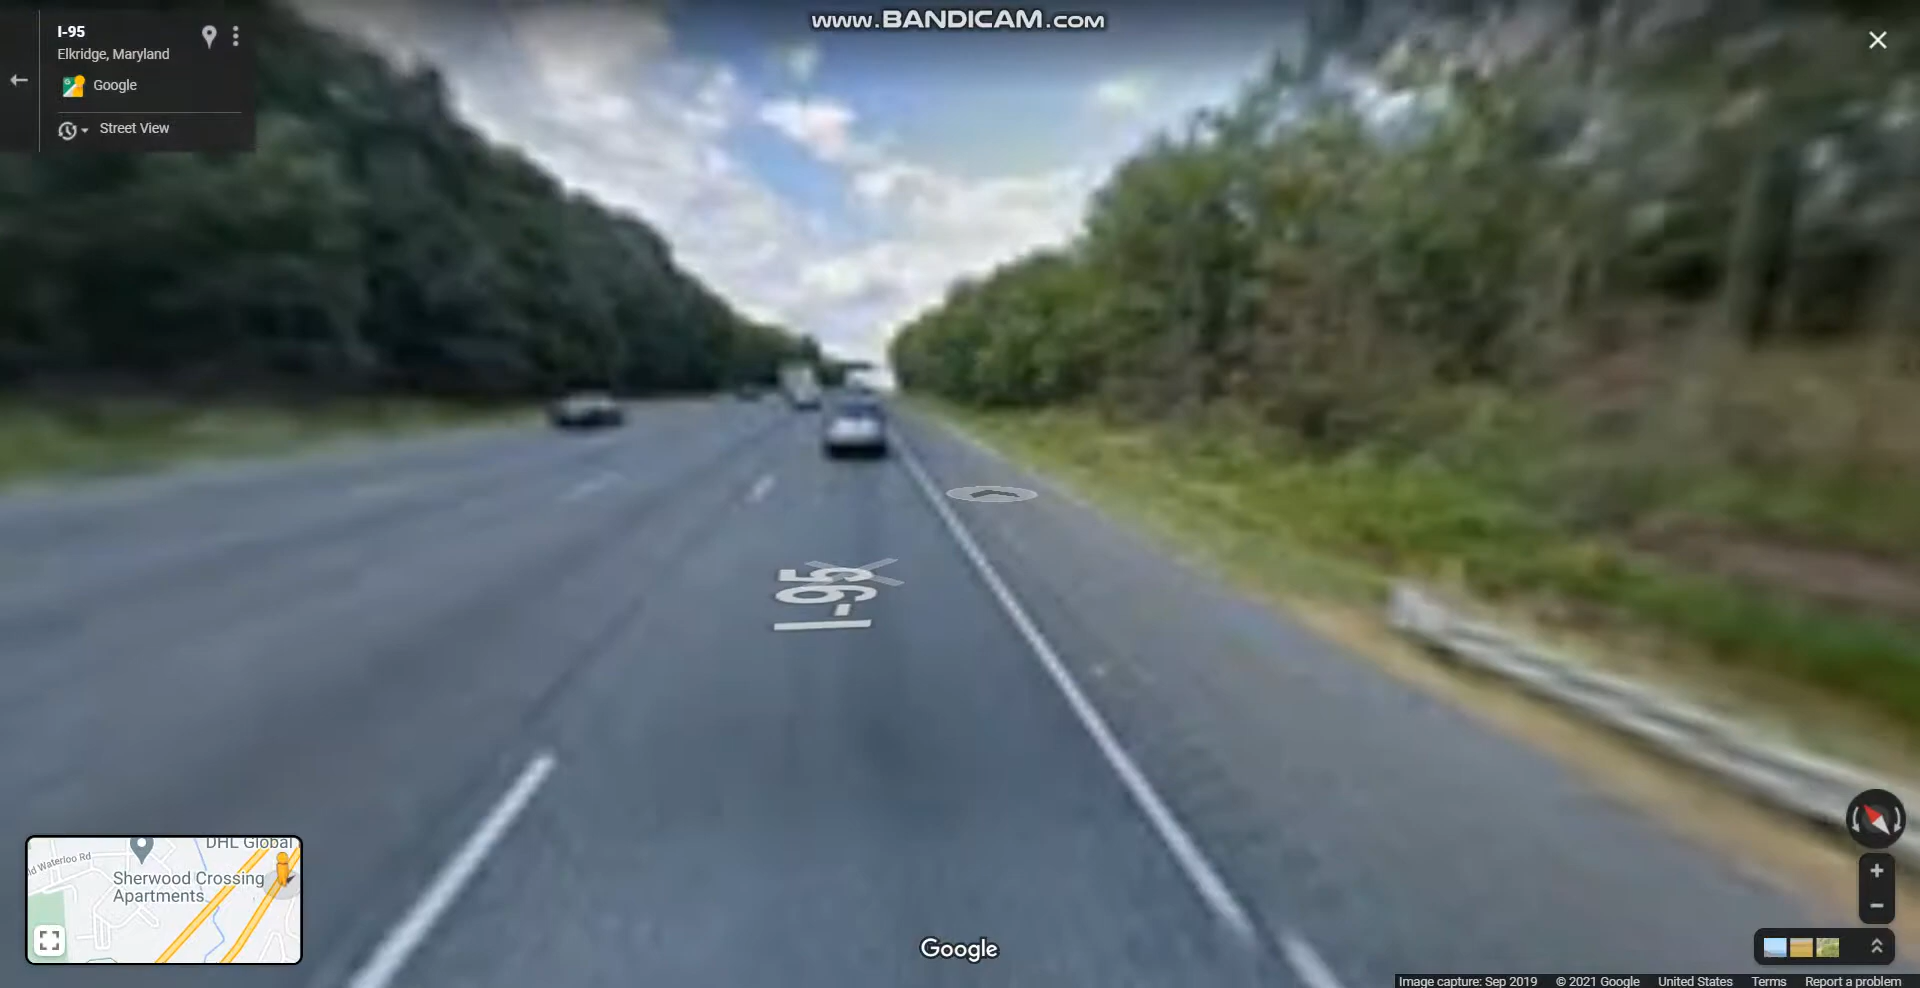 www.BANDICAM.COM
I-95
Elkridge, Maryland
Google
Street View
I-95
DHL Global
ld Waterloo Rd
Sherwood Crossing
Apartments
Google
Image capture: Sep 2019 © 2021 Google United States Terms Report a problem